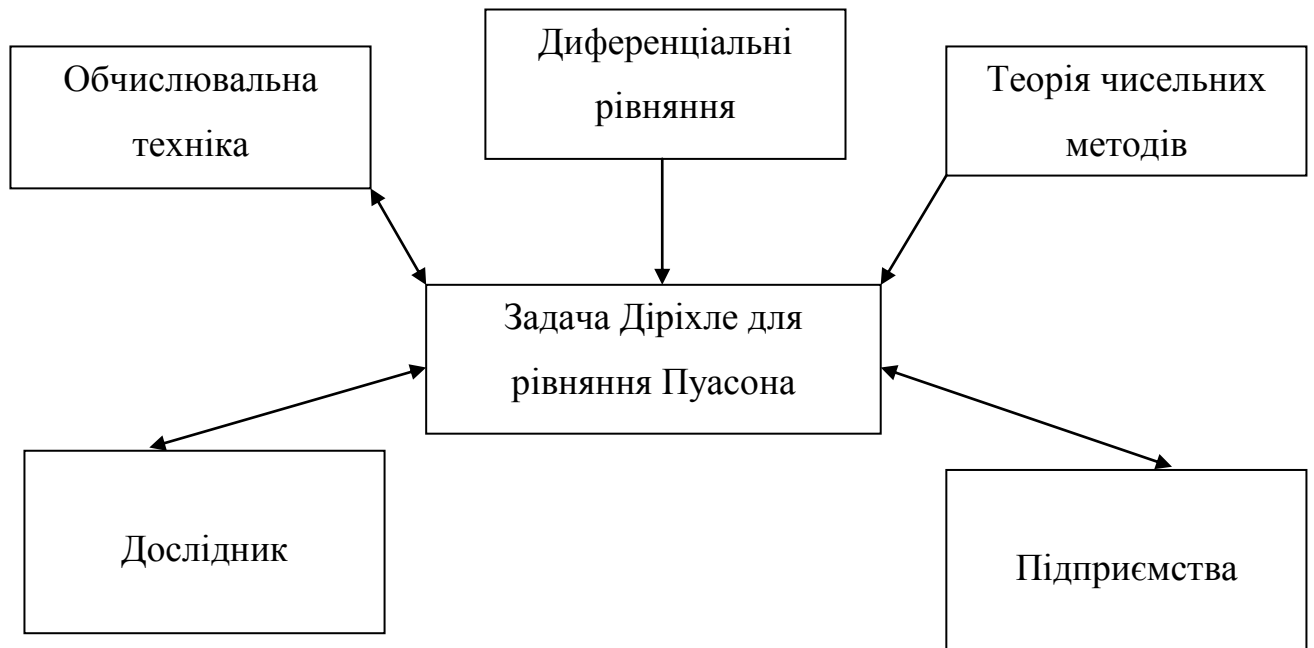 Обчислювальна
техніка
Диференціальні
рівняння
Теорія чисельних
методів
Задача Діріхле для
рівняння Пуасона
Дослідник
Підприємства